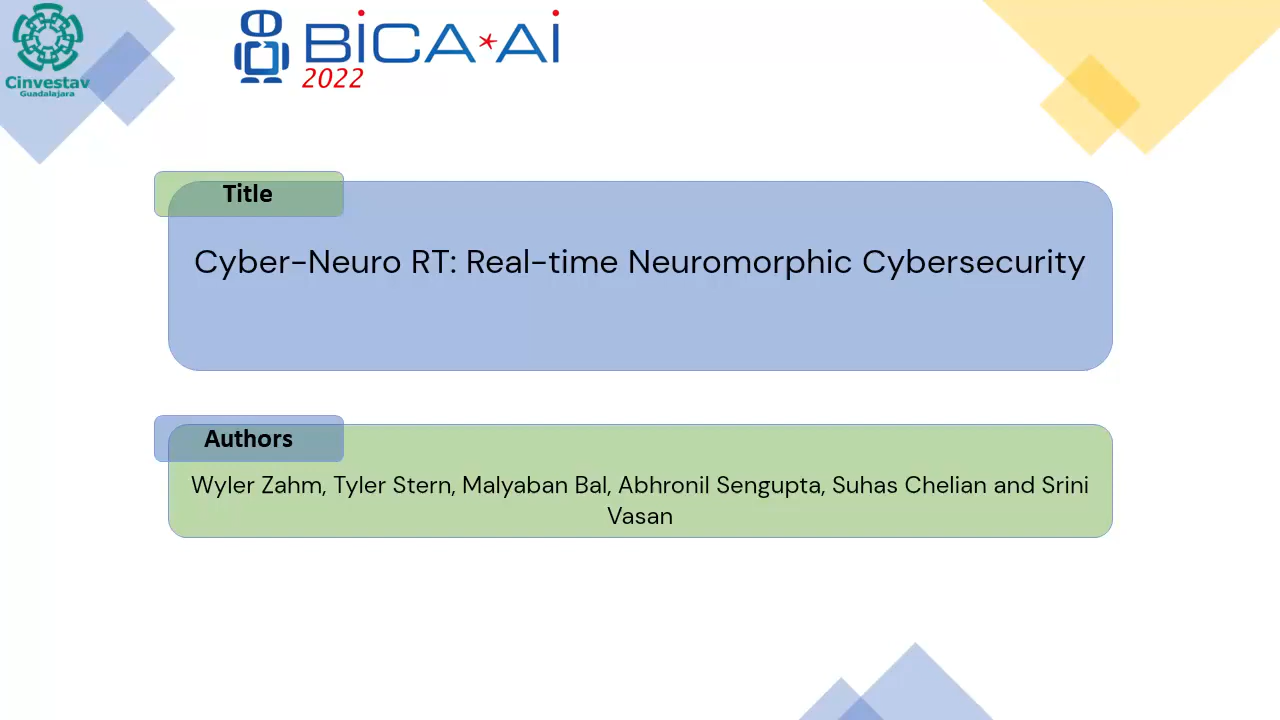 Cinvestav
Guadalajara
BiCA*Ai
2022
Title
Cyber-Neuro RT: Real-time Neuromorphic Cybersecurity
Authors
Wyler Zahm, Tyler Stern, Malyaban Bal, Abhronil Sengupta, Suhas Chelian and Srini
Vasan